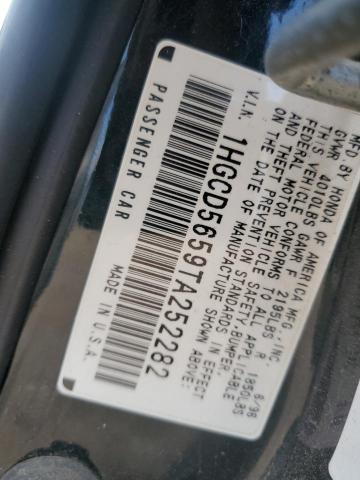 MFD. BY HONDA OF AMERICA MFG., INC. 6/96
GVWR 4010LBS GAWR F 2195LBS R 1850LBS
THIS VEHICLE CONFORMS TO ALL APPLICABLE
FEDERAL MOTOR VEHICLE SAFETY, BUMPER,
AND THEFT PREVENTION STANDARDS IN EFFECT
ON THE DATE OF MANUFACTURE SHOWN ABOVE:
V.I.N.
1HGCD5659TA252282
PASSENGER CAR
MADE IN U.S.A.